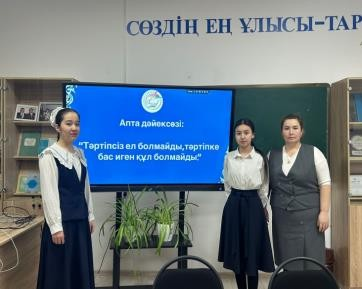 СӨЗДІҢ ЕҢ ҰЛЫСЫ-ТАР
Апта дәйексөзі:
"Тәртіпсіз ел болмайды,тәртіпке
бас иген құл болмайды."